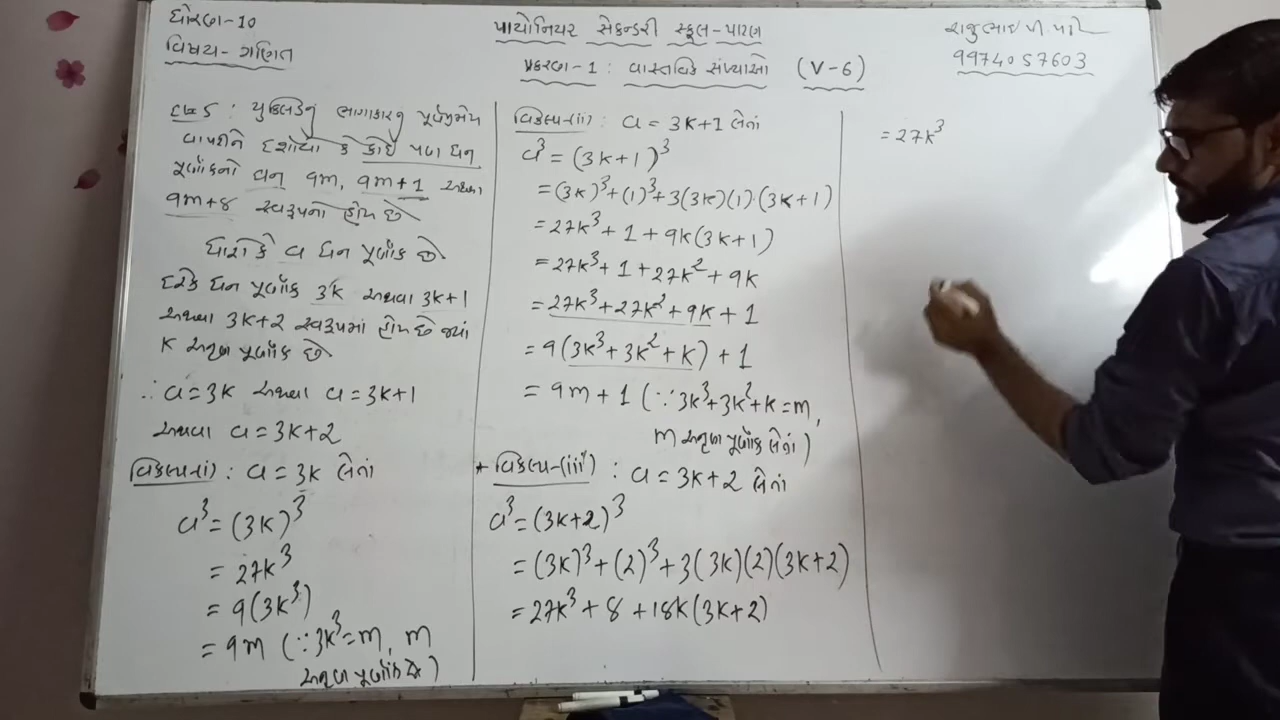 ધોરણ-10
વિષય- ગણિત
પાયોનિયર સેકન્ડરી સ્કૂલ-પાટણ
પ્રકરણ-1 : વાસ્તવિક સંખ્યાઓ (V-6)
રાજુભાઇ પી.
9974057603
: યુક્લિડનું ભાગાકારનું પૂર્વપ્રમેય
વાપરીને દર્શાવો કે કોઈ પણ ઘન
પૂર્ણાંકનો ઘન 9m, 9m+1 અથવા
9m+8 સ્વરૂપનો હોય છે
ધારો કે a ધન પૂર્ણાંક છે
દરેક ધન પૂર્ણાંક 3k અથવા 3k+1
અથવા 3k+2 સ્વરૂપમાં હોય છે જ્યાં
k અનૃણ પૂર્ણાંક છે
∴ a=3k અથવા a=3k+1
અથવા a=3k+2
વિકલ્પ-(i) : a=3k લેતાં
a³=(3k)³
=27k³
=9(3k³)
=9m (∵3k³=m, m
અનૃણ પૂર્ણાંક છે)
વિકલ્પ-(ii) : a=3k+1 લેતાં
a³=(3k+1)³
=(3k)³+(1)³+3(3k)(1).(3k+1)
=27k³+1+9k(3k+1)
=27k³+1+27k²+9k
=27k³+27k²+9k+1
=9(3k³+3k²+k)+1
=9m+1(∵3k³+3k²+k=m,
m અનૃણ પૂર્ણાંક લેતાં)
* વિકલ્પ-(iii) : a=3k+2 લેતાં
a³=(3k+2)³
=(3k)³+(2)³+3(3k)(2)(3k+2)
=27k³+8+18k(3k+2)
=27k³